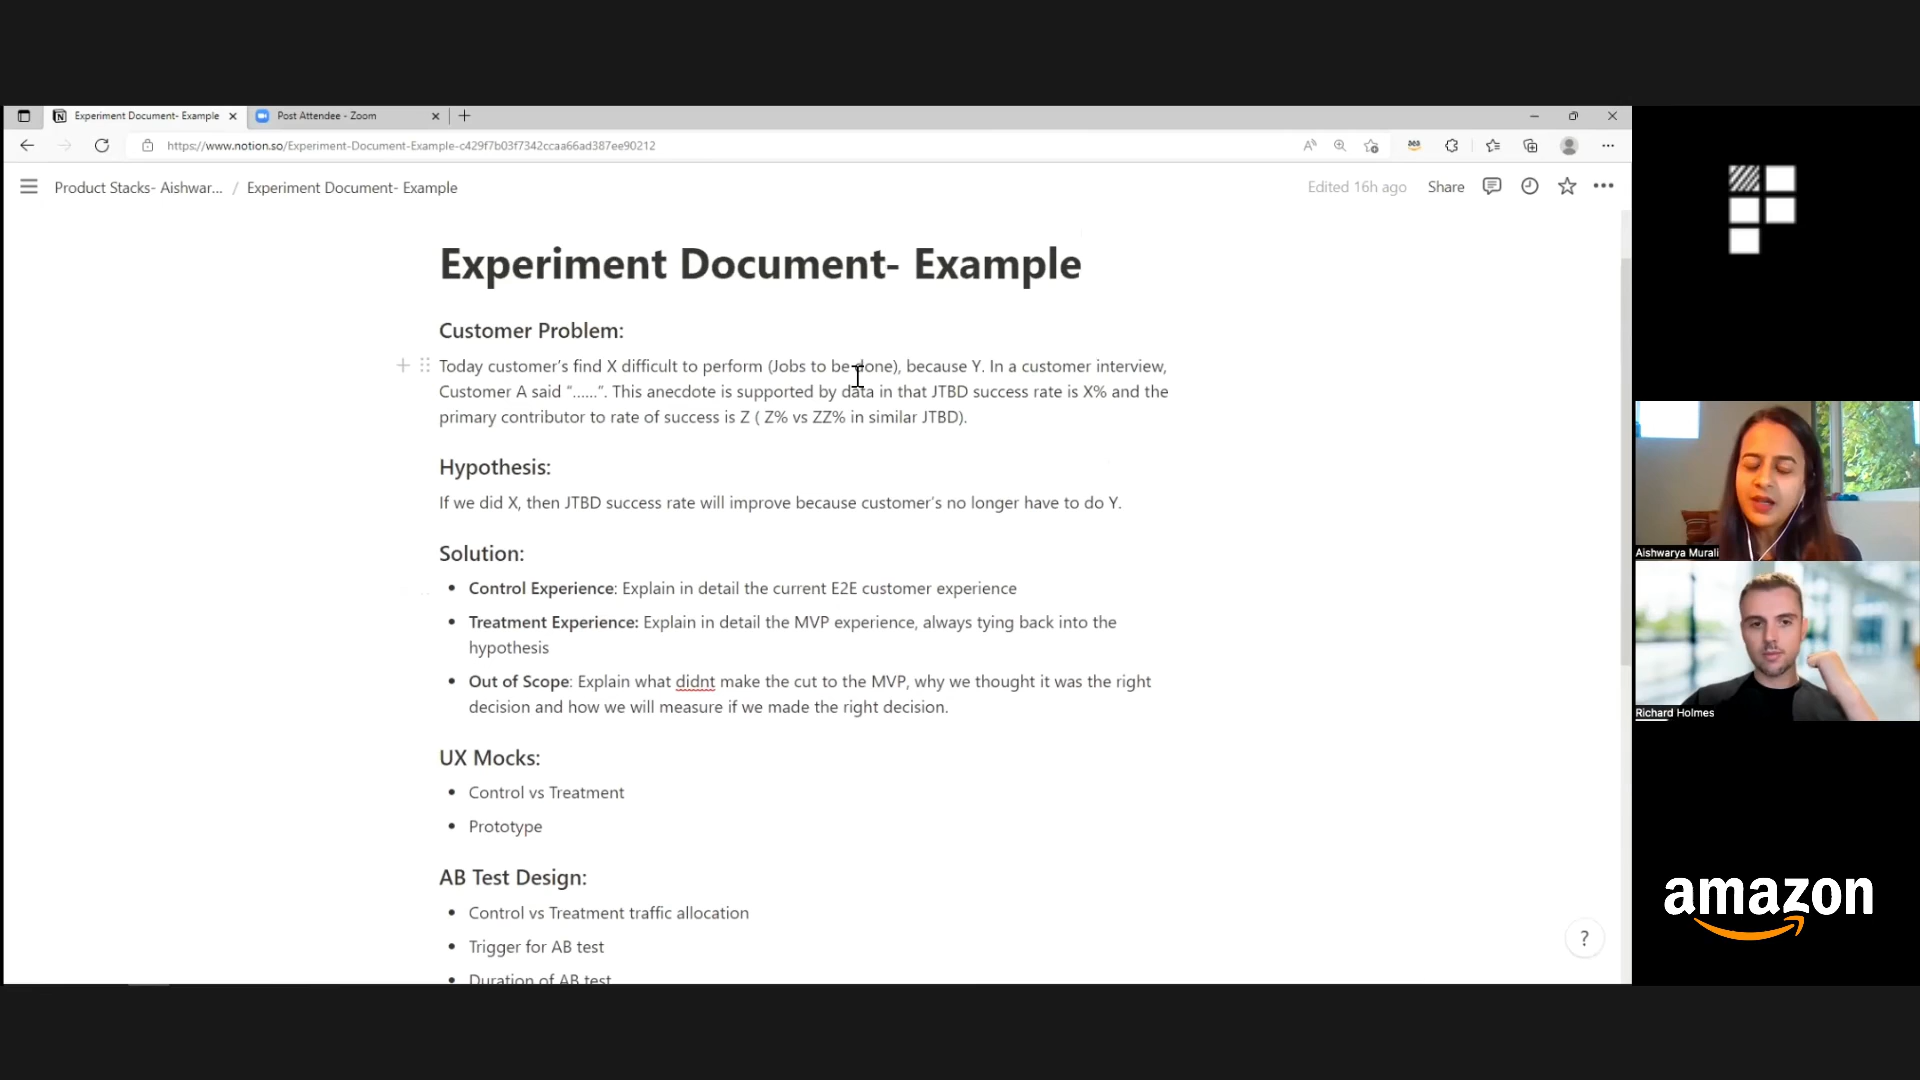 Experiment Document- Example
Post Attendee - Zoom
https://www.notion.so/Experiment-Document-Example-c429f7b03f7342ccaa66ad387ee90212
Product Stacks- Aishwar... / Experiment Document- Example
Edited 16h ago
Share
Experiment Document- Example
Customer Problem:
Today customer's find X difficult to perform (Jobs to be done), because Y. In a customer interview,
Customer A said “......”. This anecdote is supported by data in that JTBD success rate is X% and the
primary contributor to rate of success is Z ( Z% vs ZZ% in similar JTBD).
Hypothesis:
If we did X, then JTBD success rate will improve because customer's no longer have to do Y.
Solution:
• Control Experience: Explain in detail the current E2E customer experience
• Treatment Experience: Explain in detail the MVP experience, always tying back into the
hypothesis
• Out of Scope: Explain what didnt make the cut to the MVP, why we thought it was the right
decision and how we will measure if we made the right decision.
UX Mocks:
• Control vs Treatment
• Prototype
AB Test Design:
• Control vs Treatment traffic allocation
• Trigger for AB test
• Duration of AB test
?
Aishwarya Murali
Richard Holmes
amazon